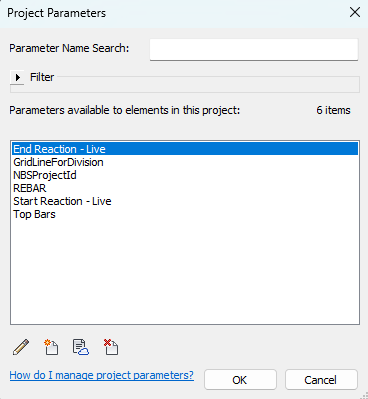 Project Parameters
Parameter Name Search:
Filter
Parameters available to elements in this project: 6 items
End Reaction - Live
GridLineForDivision
NBSProjectId
REBAR
Start Reaction - Live
Top Bars
How do I manage project parameters?
OK Cancel